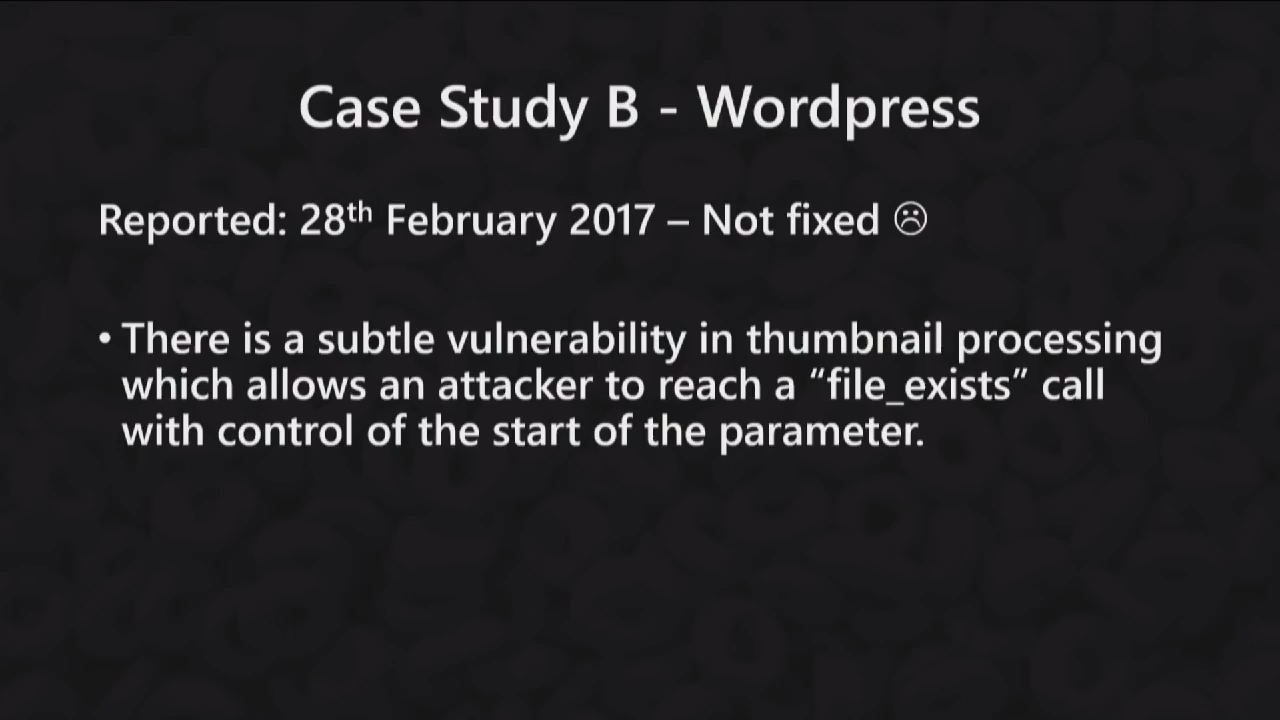 Case Study B - Wordpress
Reported: 28th February 2017 – Not fixed ☹
• There is a subtle vulnerability in thumbnail processing
which allows an attacker to reach a “file_exists” call
with control of the start of the parameter.